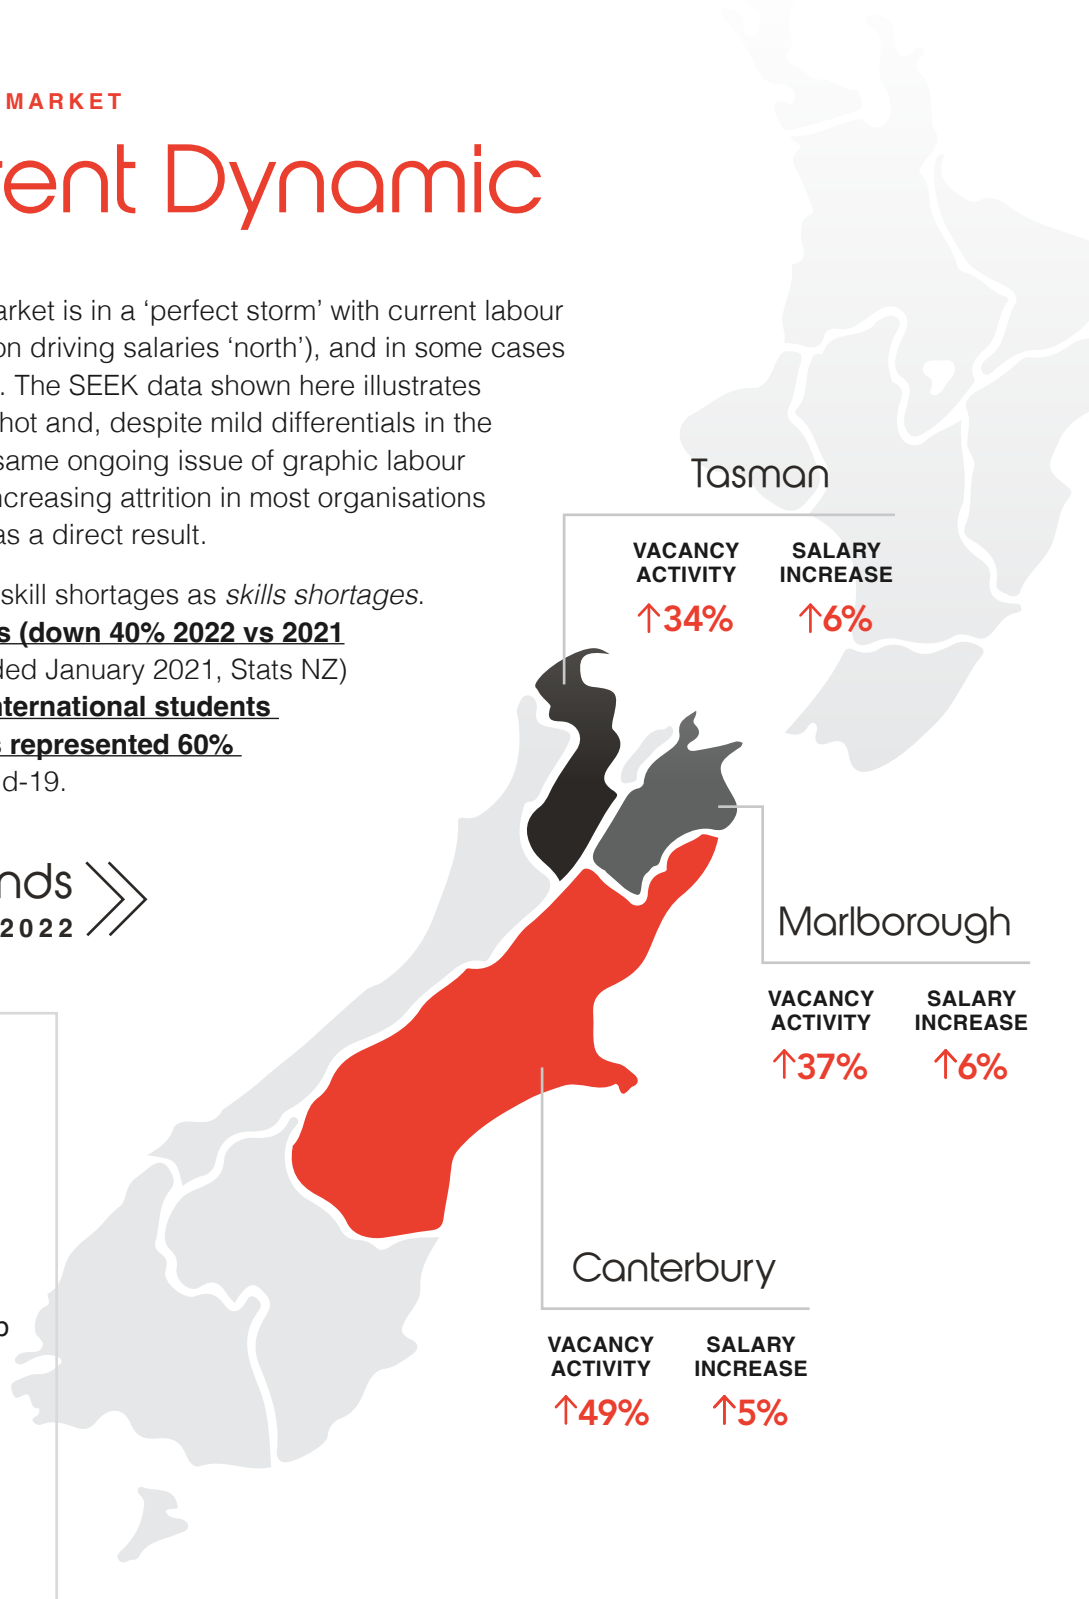 MARKET
rent Dynamic
arket is in a ‘perfect storm’ with current labour
on driving salaries ‘north’), and in some cases
. The SEEK data shown here illustrates
hot and, despite mild differentials in the
same ongoing issue of graphic labour
ncreasing attrition in most organisations
as a direct result.
skill shortages as skills shortages.
s (down 40% 2022 vs 2021
ded January 2021, Stats NZ)
nternational students
s represented 60%
d-19.
nds
2022
Tasman
VACANCY ACTIVITY
↑34%
SALARY INCREASE
↑6%
Marlborough
VACANCY ACTIVITY
↑37%
SALARY INCREASE
↑6%
Canterbury
VACANCY ACTIVITY
↑49%
SALARY INCREASE
↑5%